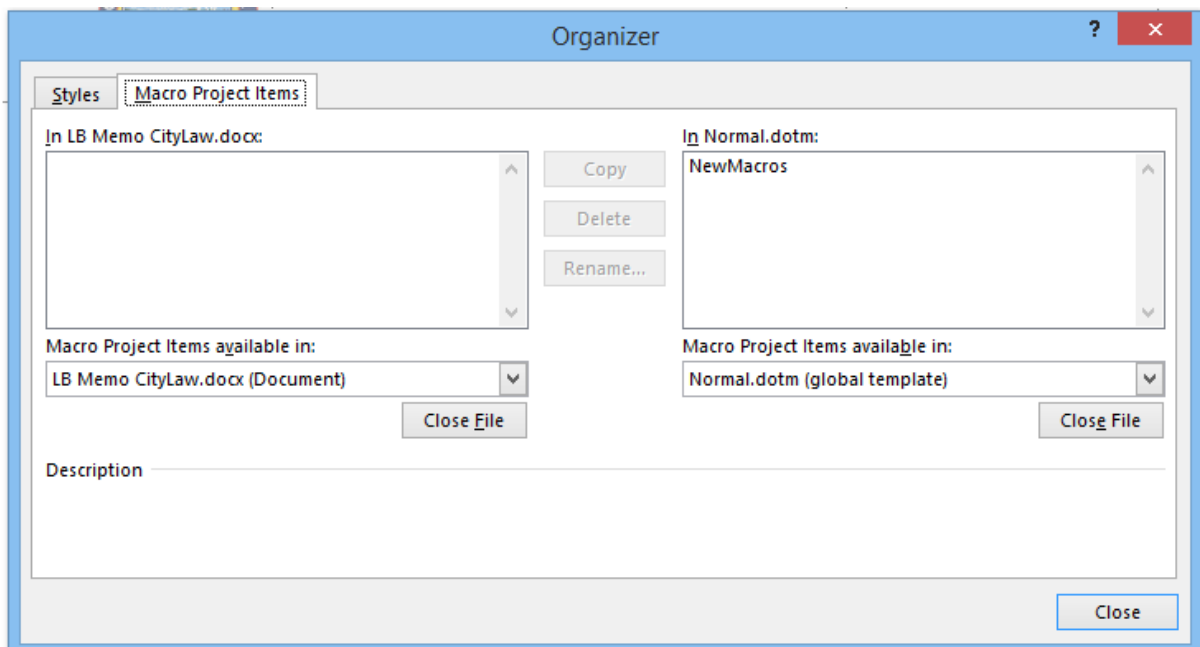 Organizer
?
Styles
Macro Project Items
In LB Memo CityLaw.docx:
In Normal.dotm:
NewMacros
Copy
Delete
Rename...
Macro Project Items available in:
LB Memo CityLaw.docx (Document)
Close File
Macro Project Items available in:
Normal.dotm (global template)
Close File
Description
Close